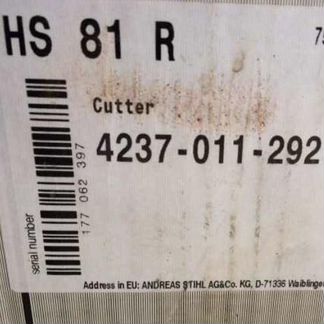 HS 81 R 75
Cutter
4237-011-292
serial number
177 062 397
Address in EU: ANDREAS STIHL AG&Co. KG, D-71336 Waiblingen